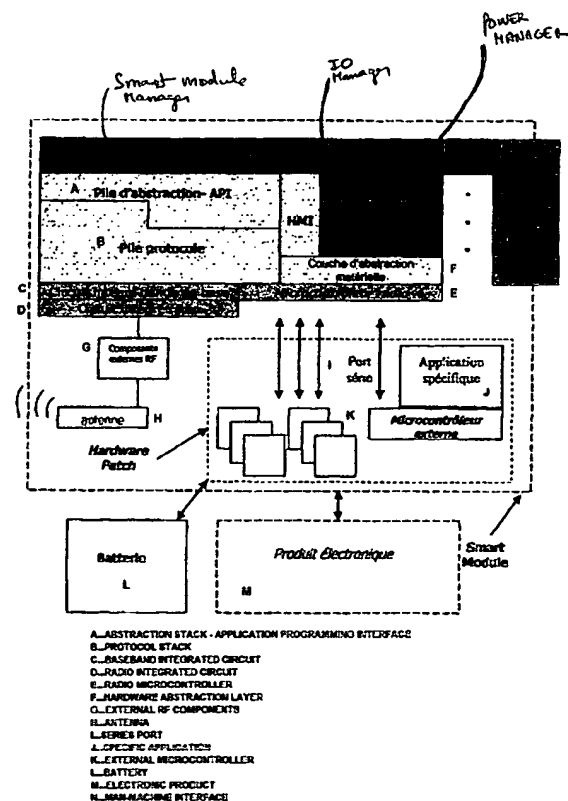 POWER
MANAGER
IO
Manager
Smart module
Manager
A Pile d'abstraction- API
HMI
B
Pile protocole
Couche d'abstraction
matérielle
F
C
E
D
G
Composants
externes RF
I
Port
série
Application
spécifique
J
antenne
H
K
Microcontrôleur
externe
Hardware
Patch
Batterie
L
Produit électronique
M
Smart
Module
A...ABSTRACTION STACK - APPLICATION PROGRAMMING INTERFACE
B...PROTOCOL STACK
C...BASEBAND INTEGRATED CIRCUIT
D...RADIO INTEGRATED CIRCUIT
E...RADIO MICROCONTROLLER
F...HARDWARE ABSTRACTION LAYER
G...EXTERNAL RF COMPONENTS
H...ANTENNA
I...SERIES PORT
J...SPECIFIC APPLICATION
K...EXTERNAL MICROCONTROLLER
L...BATTERY
M...ELECTRONIC PRODUCT
N...MAN-MACHINE INTERFACE